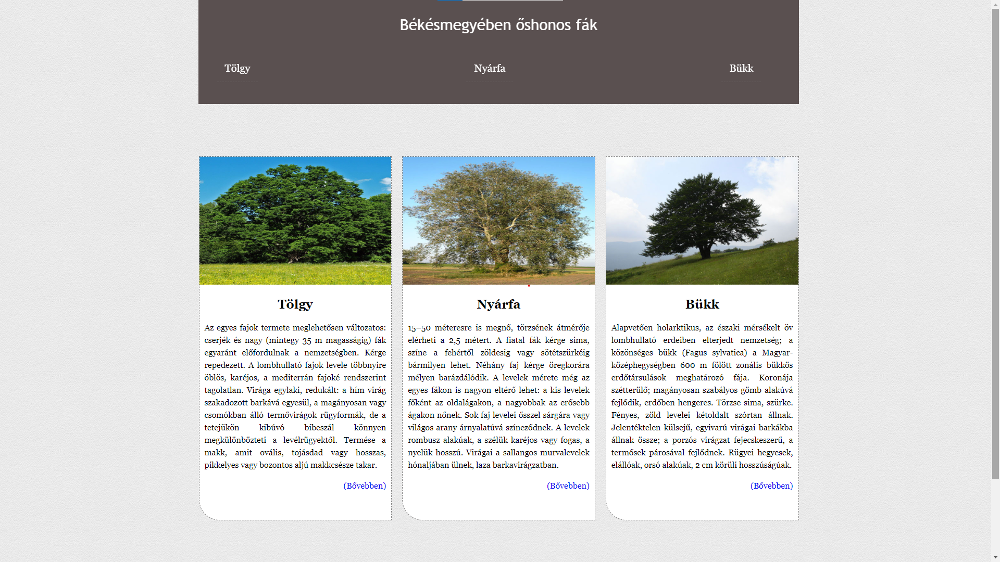 Békésmegyében őshonos fák
Tölgy
Nyárfa
Bükk
Tölgy
Az egyes fajok termete meglehetősen változatos:
cserjék és nagy (mintegy 35 m magasságig) fák
egyaránt előfordulnak a nemzetségben. Kérge
repedezett. A lombhullató fajok levele többnyire
öblös, karéjos, a mediterrán fajoké rendszerint
tagolatlan. Virága egylaki, redukált: a hím virág
szakadozott barkává egyesül, a magányosan vagy
csomókban álló termővirágok rügyformák, de a
tetejükön kibúvó bibeszál könnyen
megkülönbözteti a levélrügyektől. Termése a
makk, amit ovális, tojásdad vagy hosszas,
pikkelyes vagy bozontos aljú makkcsésze takar.
(Bővebben)
Nyárfa
15–50 méteresre is megnő, törzsének átmérője
elérheti a 2,5 métert. A fiatal fák kérge sima,
színe a fehértől zöldesig vagy sötétszürkéig
bármilyen lehet. Néhány faj kérge öregkorára
mélyen barázdálódik. A levelek mérete még az
egyes fákon is nagyon eltérő lehet: a kis levelek
főként az oldalágakon, a nagyobbak az erősebb
ágakon nőnek. Sok faj levelei ősszel sárgára vagy
világos arany árnyalatúvá színeződnek. A levelek
rombusz alakúak, a szélük karéjos vagy fogas, a
nyelük hosszú. Virágai a sallangos murvalevelek
hónaljában ülnek, laza barkavirágzatban.
(Bővebben)
Bükk
Alapvetően holarktikus, az északi mérsékelt öv
lombhullató erdeiben elterjedt nemzetség; a
közönséges bükk (Fagus sylvatica) a Magyar-
középhegységben 600 m fölött zonális bükkös
erdőtársulások meghatározó fája. Koronája
szétterülő; magányosan szabályos gömb alakúvá
fejlődik, erdőben hengeres. Törzse sima, szürke.
Fényes, zöld levelei kétoldalt szórtan állnak.
Jelentéktelen külsejű, egyivarú virágai barkákba
állnak össze; a porzós virágzat fejecskeszerű, a
termősek párosával fejlődnek. Rügyei hegyesek,
elállóak, orsó alakúak, 2 cm körüli hosszúságúak.
(Bővebben)